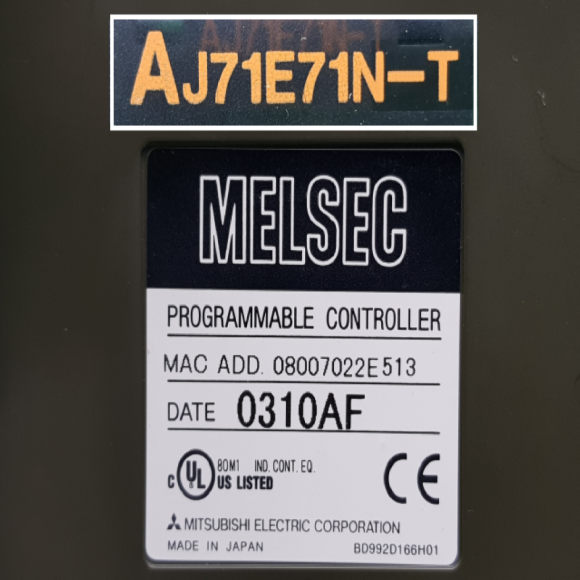 AJ71E71N-T
MELSEC
PROGRAMMABLE CONTROLLER
MAC ADD. 08007022E513
DATE 0310AF
C UL US LISTED
80M1 IND. CONT. EQ.
CE
MITSUBISHI ELECTRIC CORPORATION
MADE IN JAPAN BD992D166H01